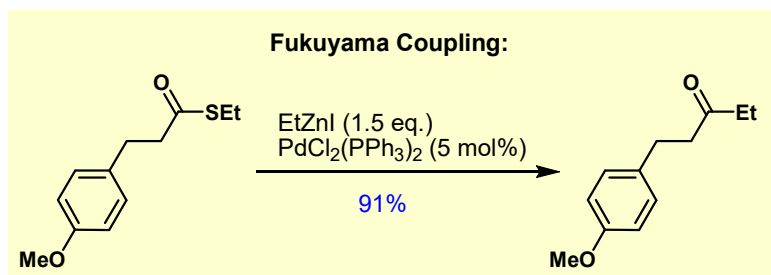 Fukuyama Coupling:
O
SEt
MeO
EtZnI (1.5 eq.)
PdCl₂(PPh₃)₂ (5 mol%)
91%
O
Et
MeO